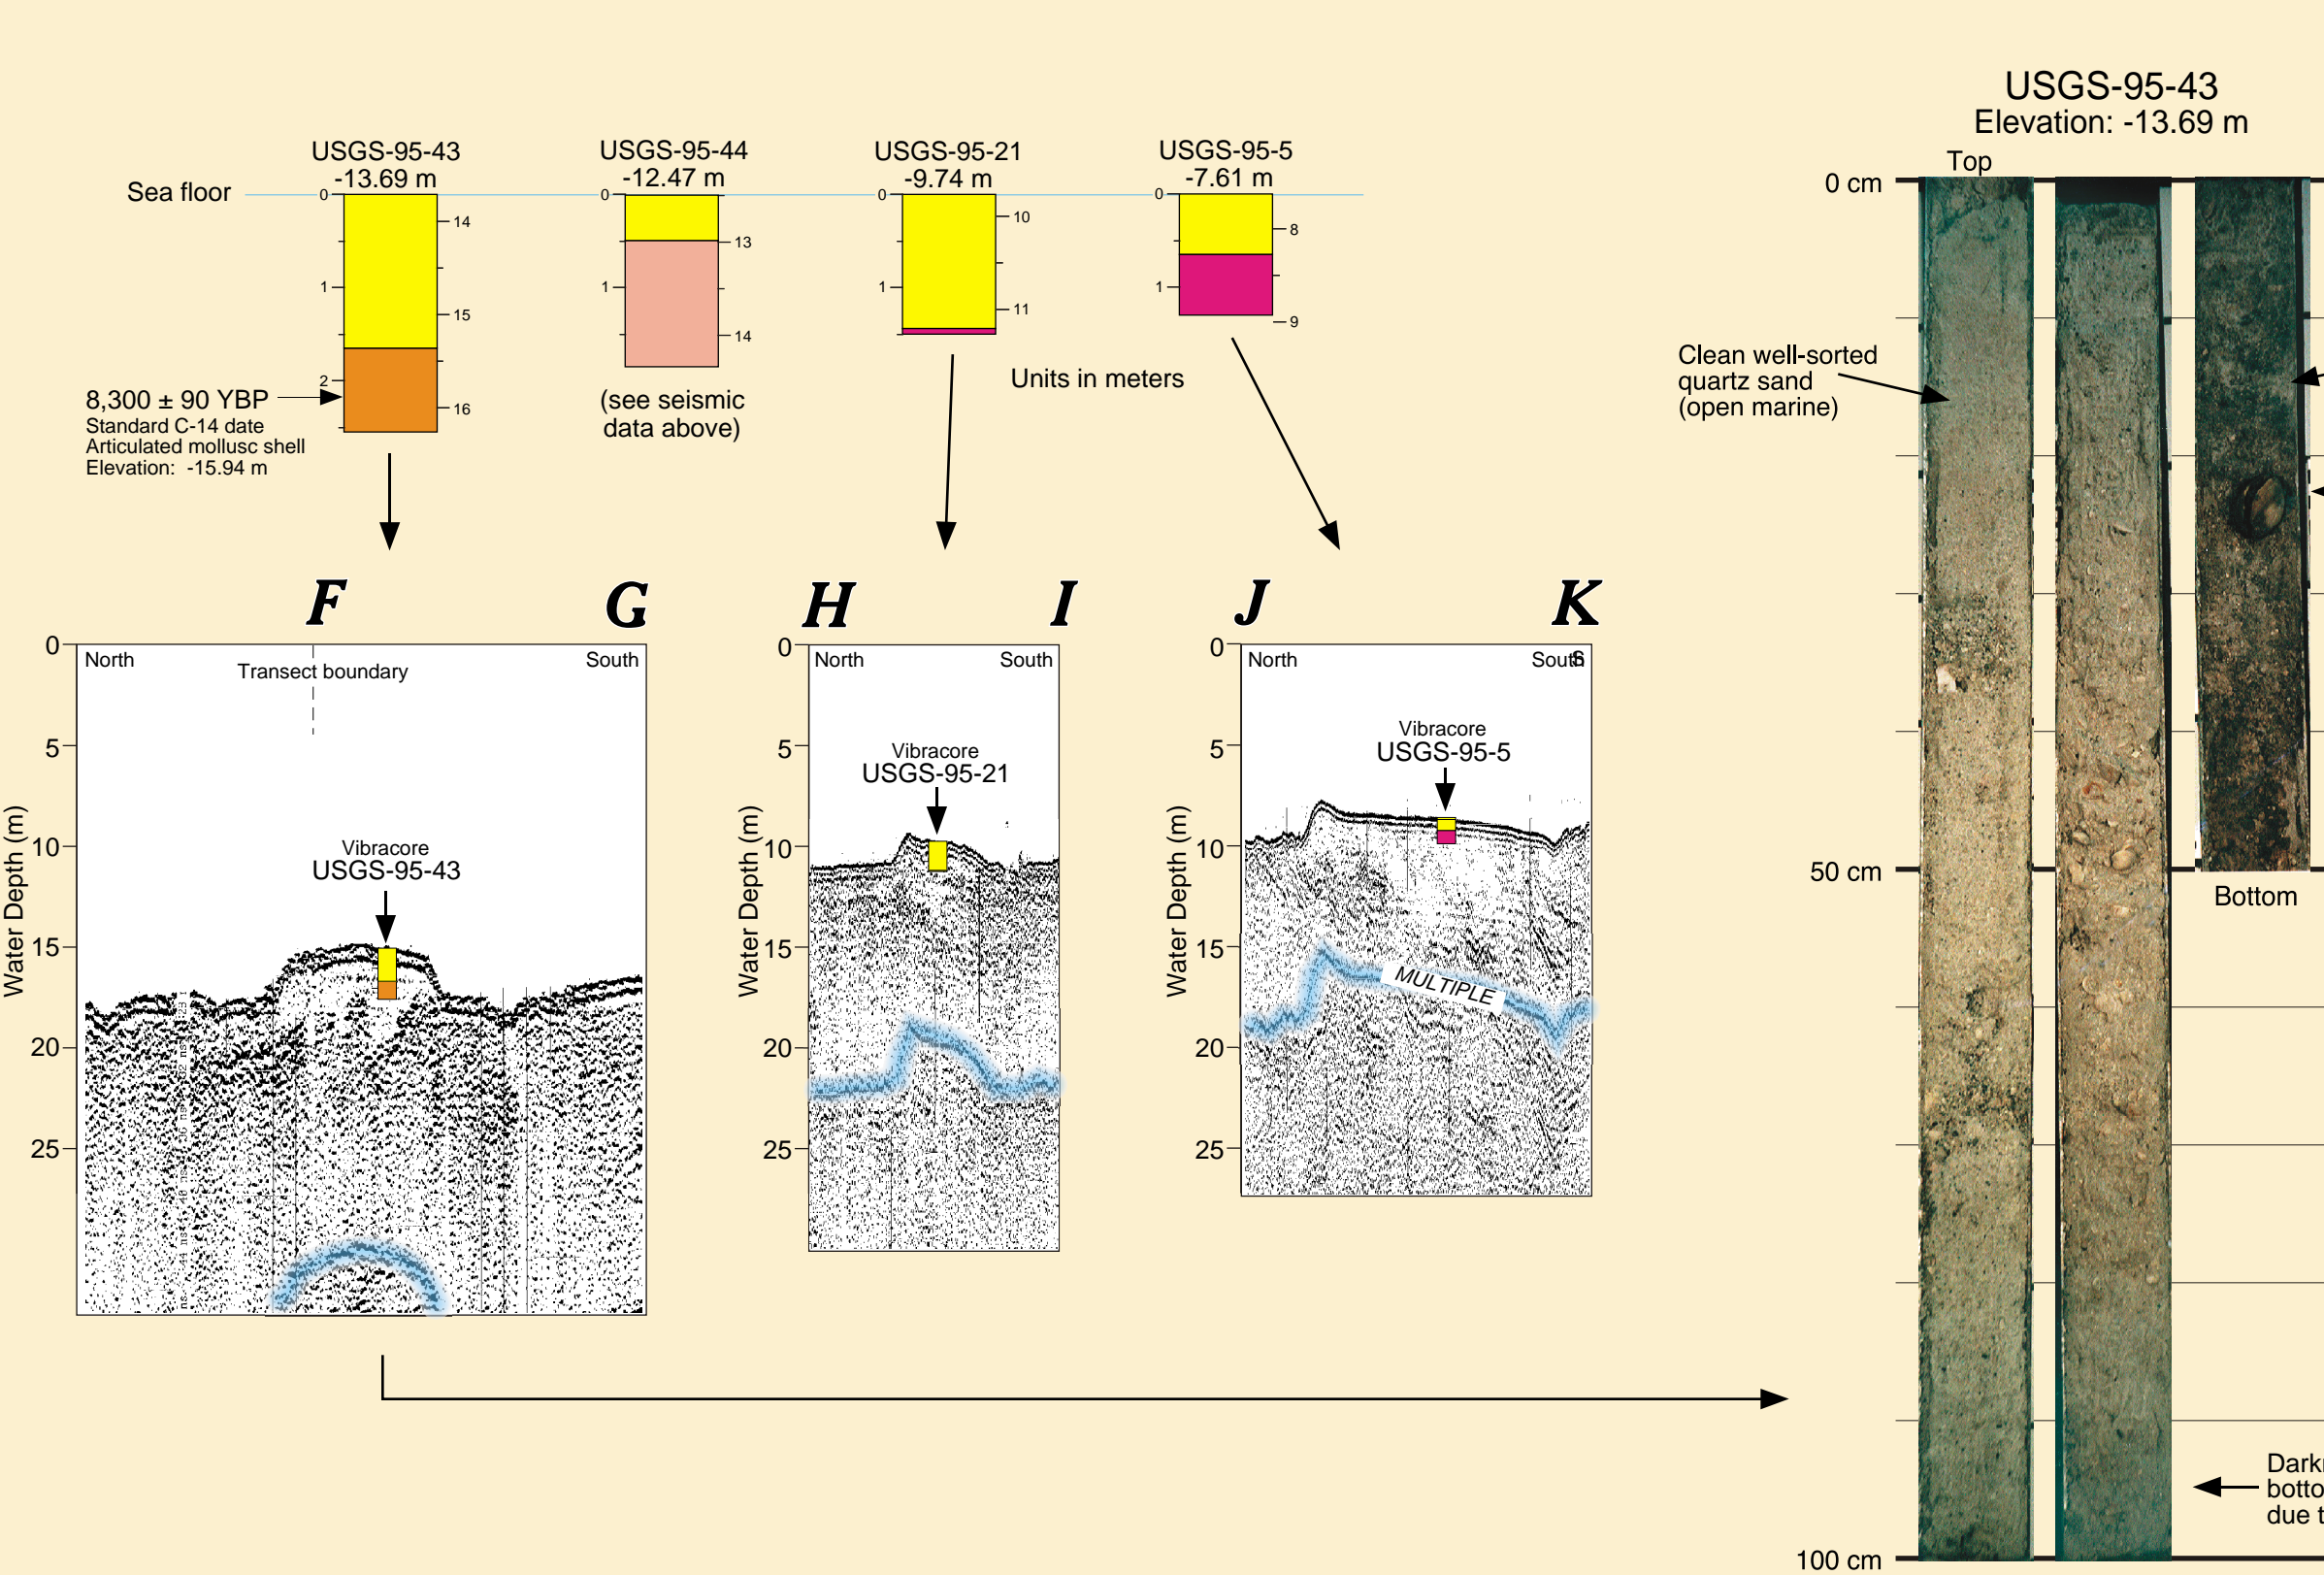 USGS-95-43
Elevation: -13.69 m
Top
0 cm
USGS-95-43
-13.69 m
USGS-95-44
-12.47 m
USGS-95-21
-9.74 m
USGS-95-5
-7.61 m
Sea floor
0
1
2
14
15
16
0
1
13
14
0
1
10
11
0
1
8
9
8,300 ± 90 YBP
Standard C-14 date
Articulated mollusc shell
Elevation: -15.94 m
(see seismic
data above)
Units in meters
Clean well-sorted
quartz sand
(open marine)
F
G
H
I
J
K
0
5
10
15
20
25
Water Depth (m)
North
Transect boundary
South
Vibracore
USGS-95-43
0
5
10
15
20
25
Water Depth (m)
North
South
Vibracore
USGS-95-21
0
5
10
15
20
25
Water Depth (m)
North
South
S
Vibracore
USGS-95-5
MULTIPLE
50 cm
Bottom
Dark
botto
due t
100 cm